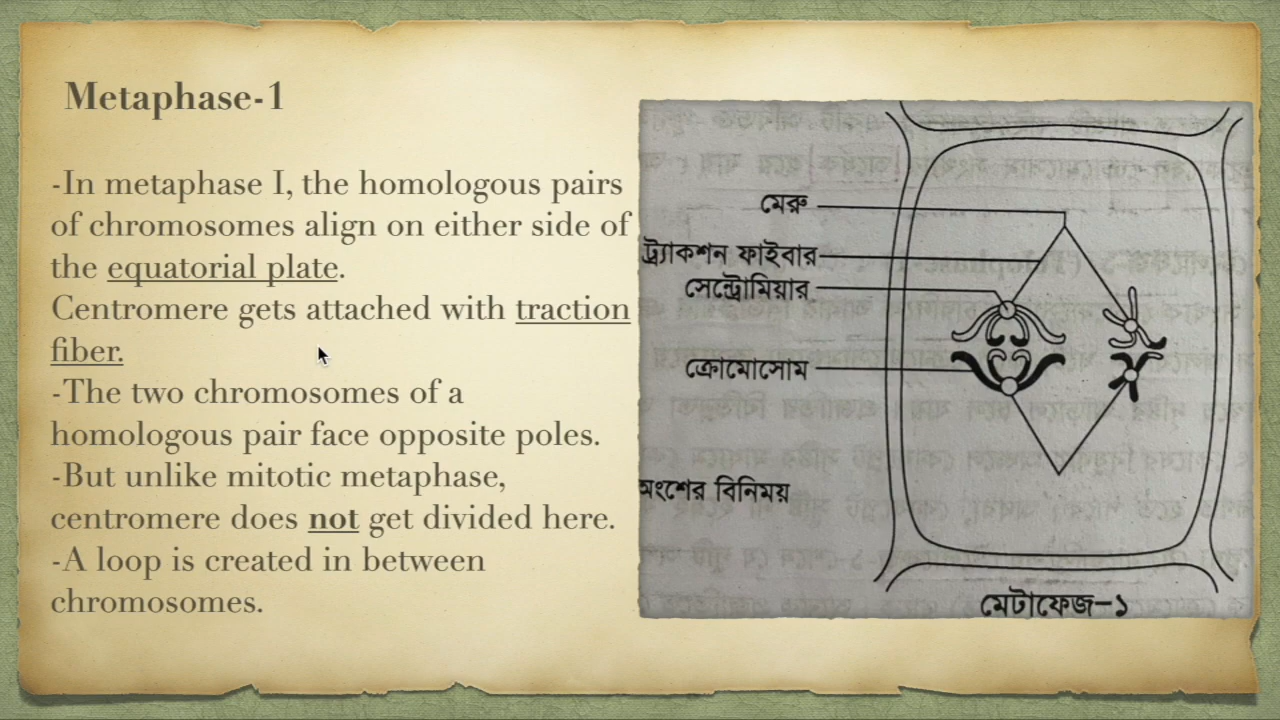 Metaphase-1
-In metaphase I, the homologous pairs
of chromosomes align on either side of
the equatorial plate.
Centromere gets attached with traction
fiber.
-The two chromosomes of a
homologous pair face opposite poles.
-But unlike mitotic metaphase,
centromere does not get divided here.
-A loop is created in between
chromosomes.
মেরু
ট্র্যাকশন ফাইবার
সেন্ট্রোমিয়ার
ক্রোমোসোম
অংশের বিনিময়
মেটাফেজ-১